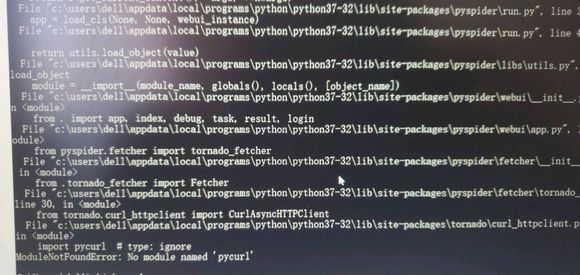 File "c:\users\dell\appdata\local\programs\python\python37-32\lib\site-packages\pyspider\run.py", line
app = load_cls(None, None, webui_instance)
File "c:\users\dell\appdata\local\programs\python\python37-32\lib\site-packages\pyspider\run.py", line 4
return utils.load_object(value)
File "c:\users\dell\appdata\local\programs\python\python37-32\lib\site-packages\pyspider\libs\utils.py",
load_object
module = __import__(module_name, globals(), locals(), [object_name])
File "c:\users\dell\appdata\local\programs\python\python37-32\lib\site-packages\pyspider\webui\__init__.
n <module>
from . import app, index, debug, task, result, login
File "c:\users\dell\appdata\local\programs\python\python37-32\lib\site-packages\pyspider\webui\app.py",
odule>
from pyspider.fetcher import tornado_fetcher
File "c:\users\dell\appdata\local\programs\python\python37-32\lib\site-packages\pyspider\fetcher\__init__
in <module>
from .tornado_fetcher import Fetcher
File "c:\users\dell\appdata\local\programs\python\python37-32\lib\site-packages\pyspider\fetcher\tornado_
line 30, in <module>
from tornado.curl_httpclient import CurlAsyncHTTPClient
File "c:\users\dell\appdata\local\programs\python\python37-32\lib\site-packages\tornado\curl_httpclient.p
in <module>
import pycurl # type: ignore
ModuleNotFoundError: No module named 'pycurl'